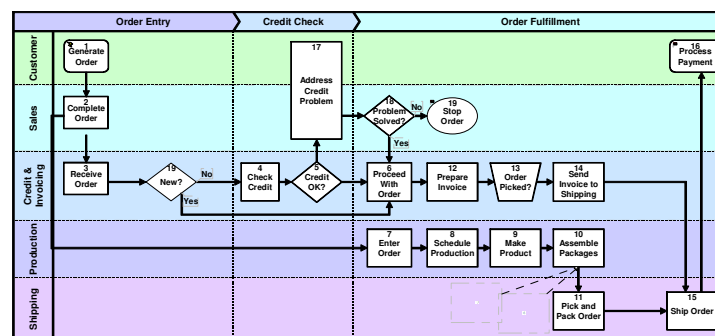 Order Entry
Credit Check
Order Fulfillment
Customer
Sales
Credit &
Invoicing
Production
Shipping
1
Generate
Order
17
Address
Credit
Problem
16
Process
Payment
2
Complete
Order
18
Problem
Solved?
No
19
Stop
Order
Yes
3
Receive
Order
19
New?
No
Yes
4
Check
Credit
5
Credit
OK?
6
Proceed
With
Order
12
Prepare
Invoice
13
Order
Picked?
14
Send
Invoice to
Shipping
7
Enter
Order
8
Schedule
Production
9
Make
Product
10
Assemble
Packages
11
Pick and
Pack Order
15
Ship Order